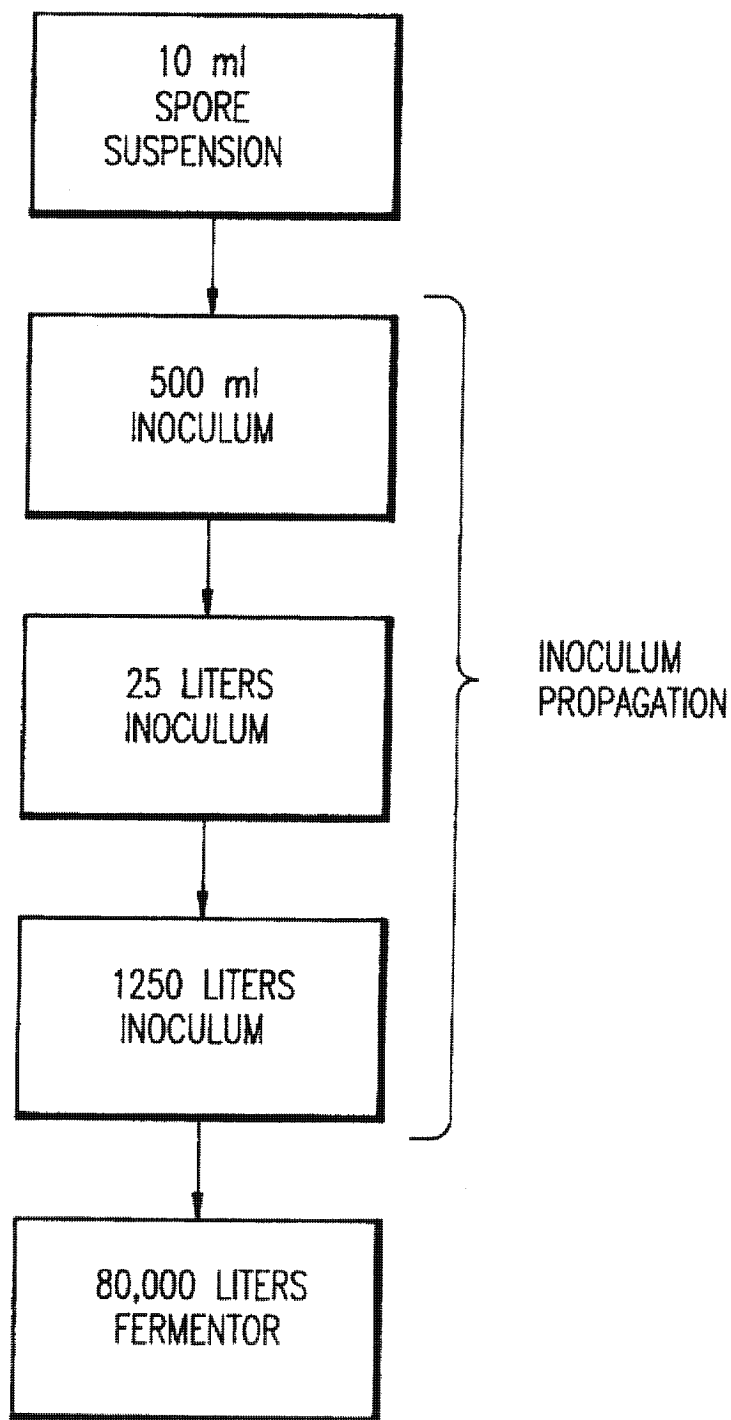 10 ml
SPORE
SUSPENSION
500 ml
INOCULUM
25 LITERS
INOCULUM
1250 LITERS
INOCULUM
INOCULUM
PROPAGATION
80,000 LITERS
FERMENTOR